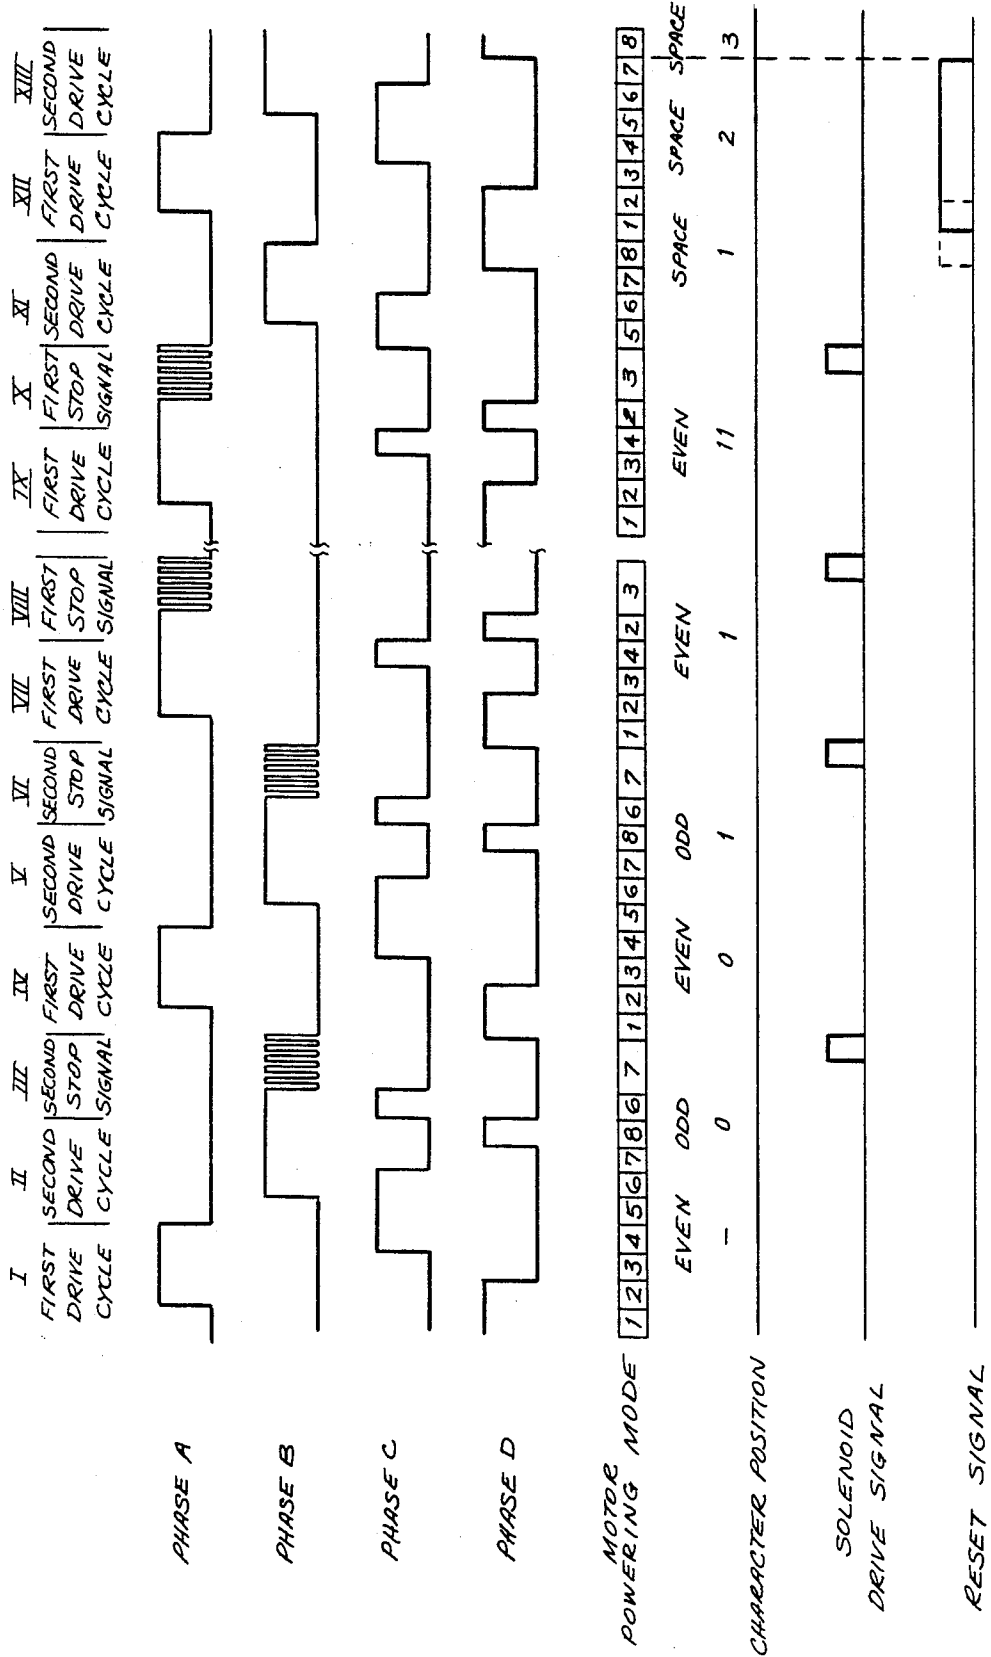 I II III IV V VI VII VIII IX X XI XII XIII
FIRST DRIVE CYCLE
SECOND DRIVE CYCLE
SECOND STOP SIGNAL
FIRST DRIVE CYCLE
SECOND DRIVE CYCLE
SECOND STOP SIGNAL
FIRST DRIVE CYCLE
FIRST STOP SIGNAL
FIRST DRIVE CYCLE
FIRST STOP SIGNAL
SECOND DRIVE CYCLE
FIRST DRIVE CYCLE
SECOND DRIVE CYCLE
PHASE A
PHASE B
PHASE C
PHASE D
MOTOR
POWERING MODE
1 2 3 4 5 6 7 8 6 7 1 2 3 4 5 6 7 8 6 7 1 2 3 4 2 3
1 2 3 4 2 3 5 6 7 8 1 2 3 4 5 6 7 8
EVEN ODD EVEN ODD EVEN EVEN SPACE SPACE SPACE
CHARACTER POSITION
– 0 0 1 1 11 1 2 3
SOLENOID
DRIVE SIGNAL
RESET SIGNAL